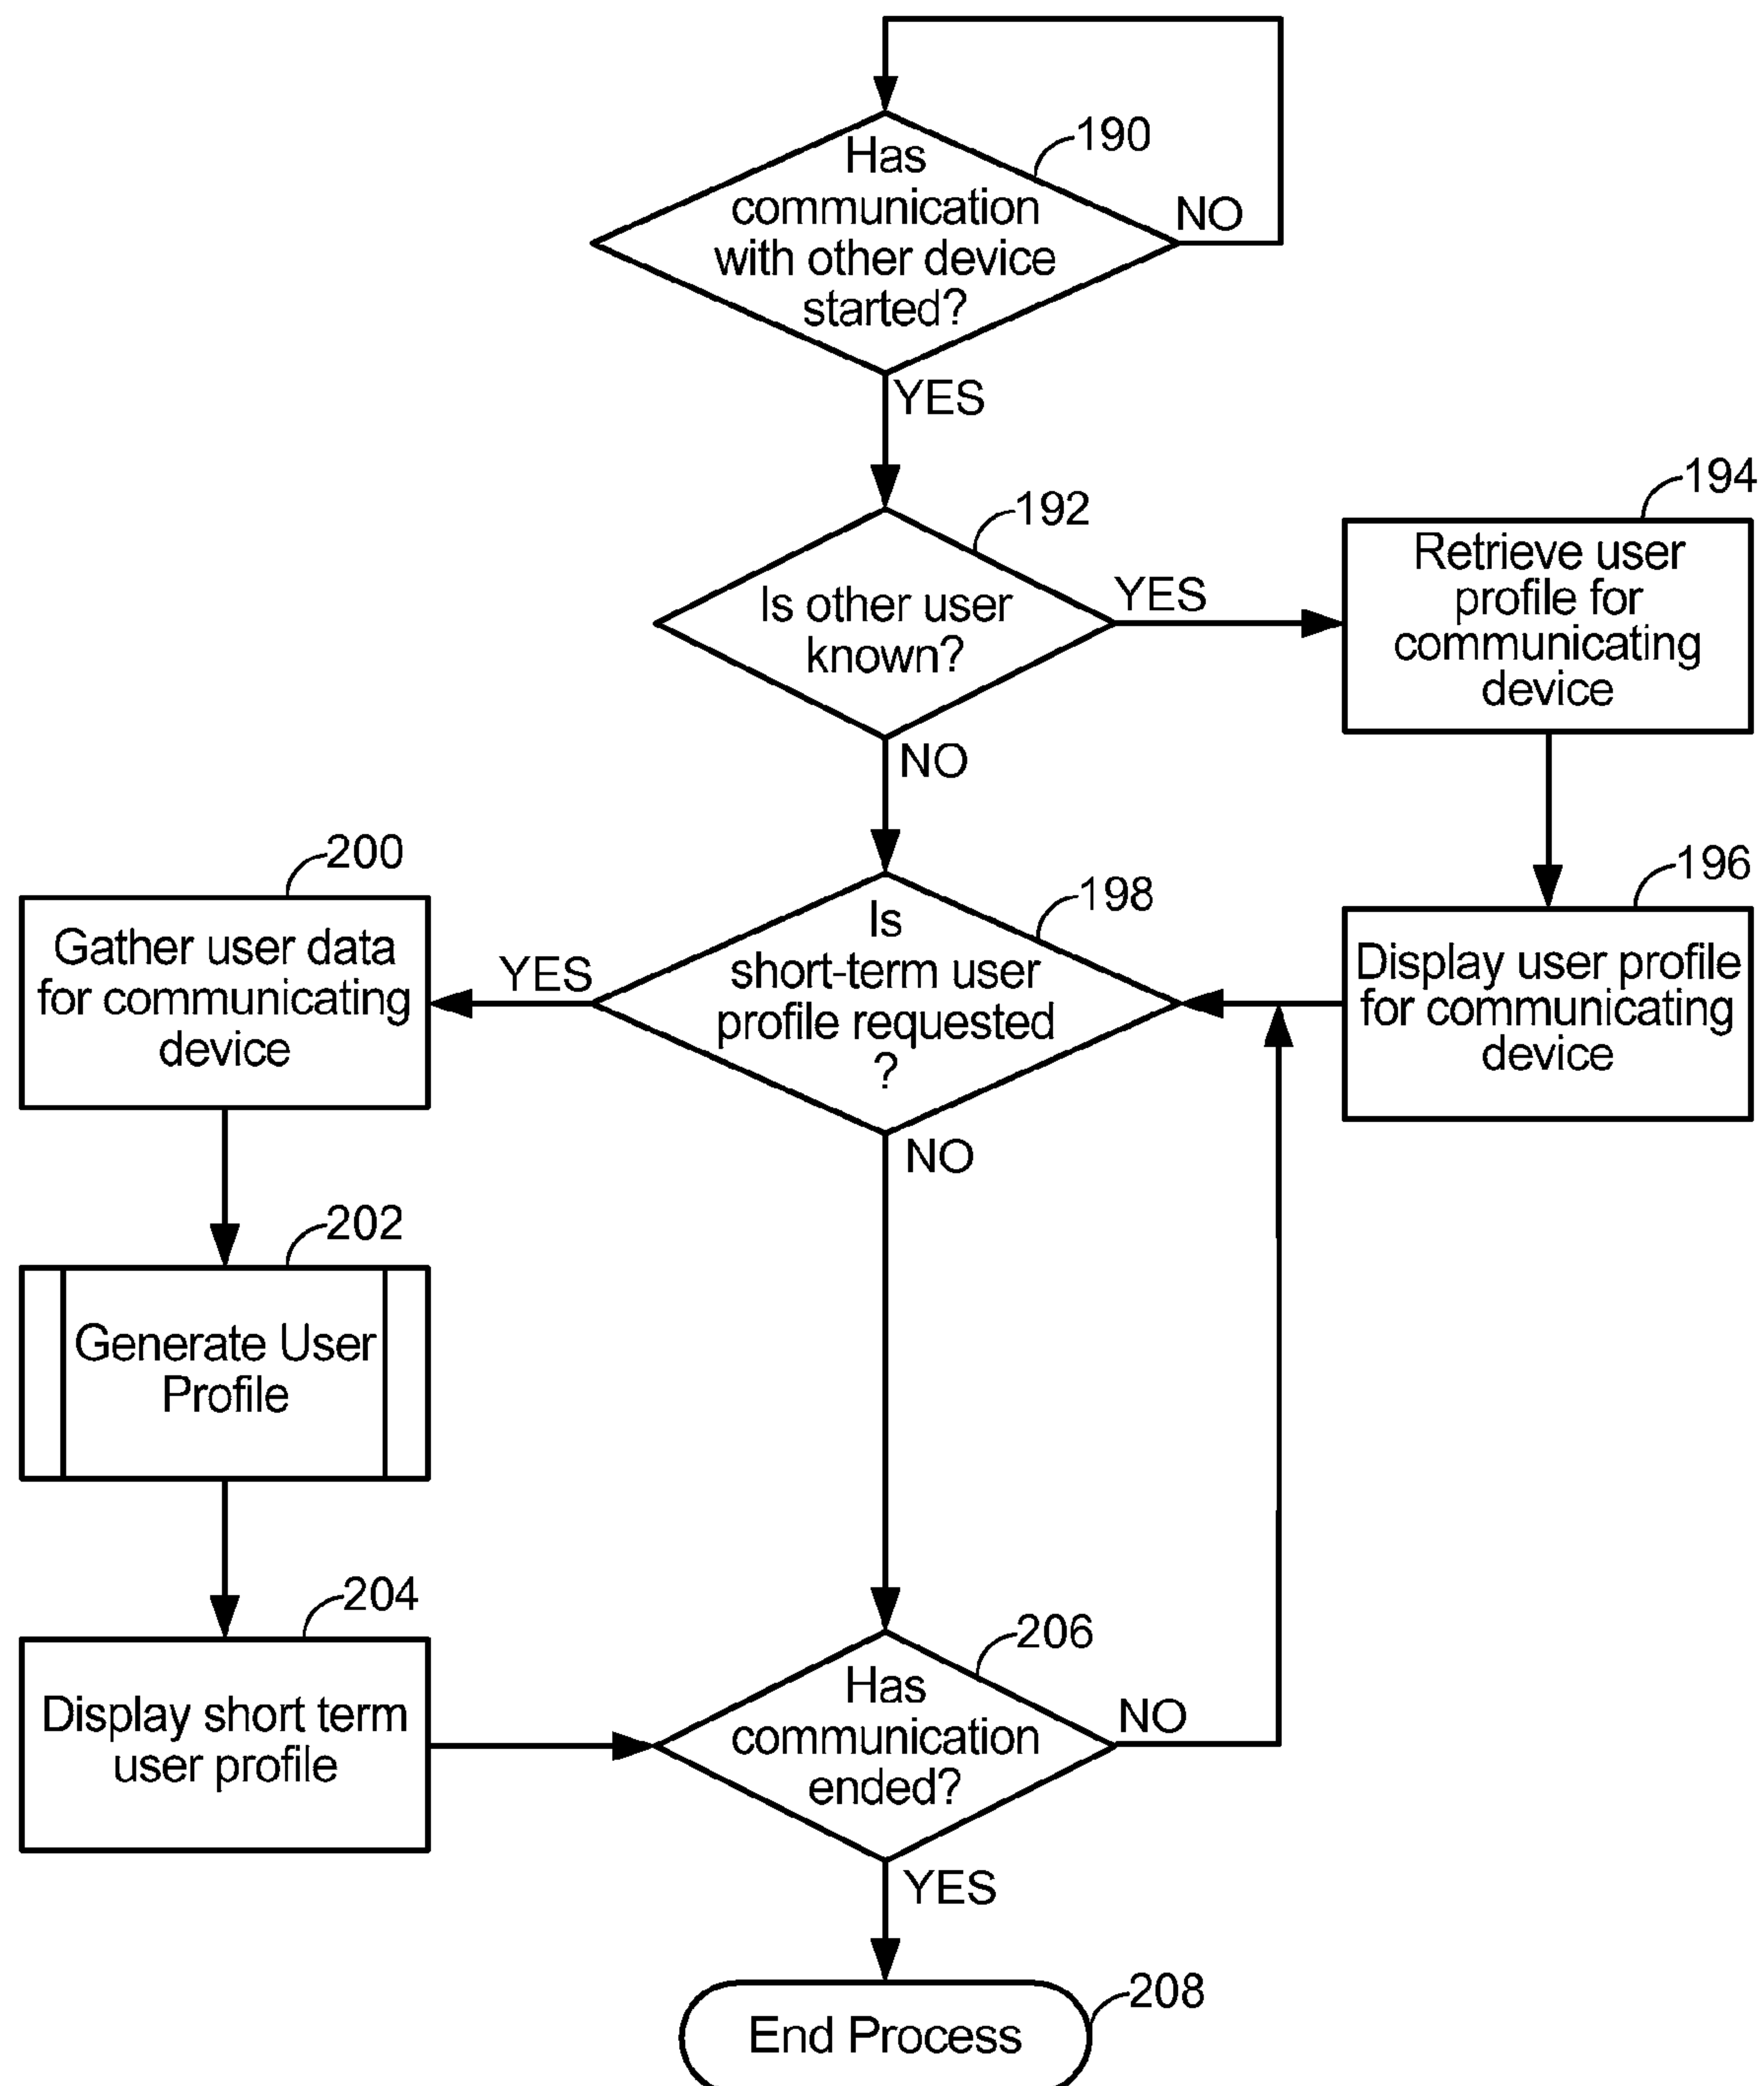 190
Has
communication
with other device
started?
NO
YES
192
Is other user
known?
YES
NO
194
Retrieve user
profile for
communicating
device
196
Display user profile
for communicating
device
198
Is
short-term user
profile requested
?
YES
NO
200
Gather user data
for communicating
device
202
Generate User
Profile
204
Display short term
user profile
206
Has
communication
ended?
NO
YES
208
End Process